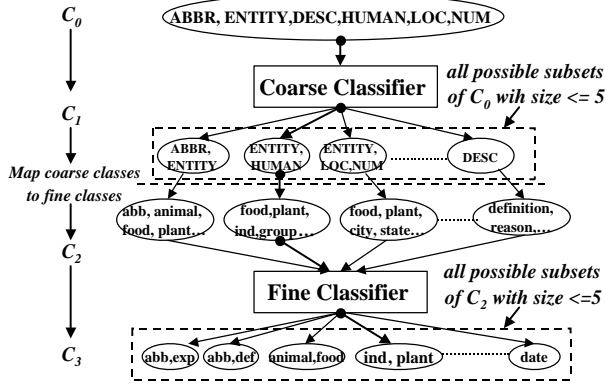 C0
ABBR, ENTITY,DESC,HUMAN,LOC,NUM
Coarse Classifier
all possible subsets
of C0 wih size <= 5
C1
ABBR,
ENTITY
ENTITY,
HUMAN
ENTITY,
LOC,NUM
DESC
Map coarse classes
to fine classes
abb, animal,
food, plant…
food,plant,
ind,group…
food, plant,
city, state…
definition,
reason,…
C2
Fine Classifier
all possible subsets
of C2 with size <=5
C3
abb,exp
abb,def
animal,food
ind, plant
date